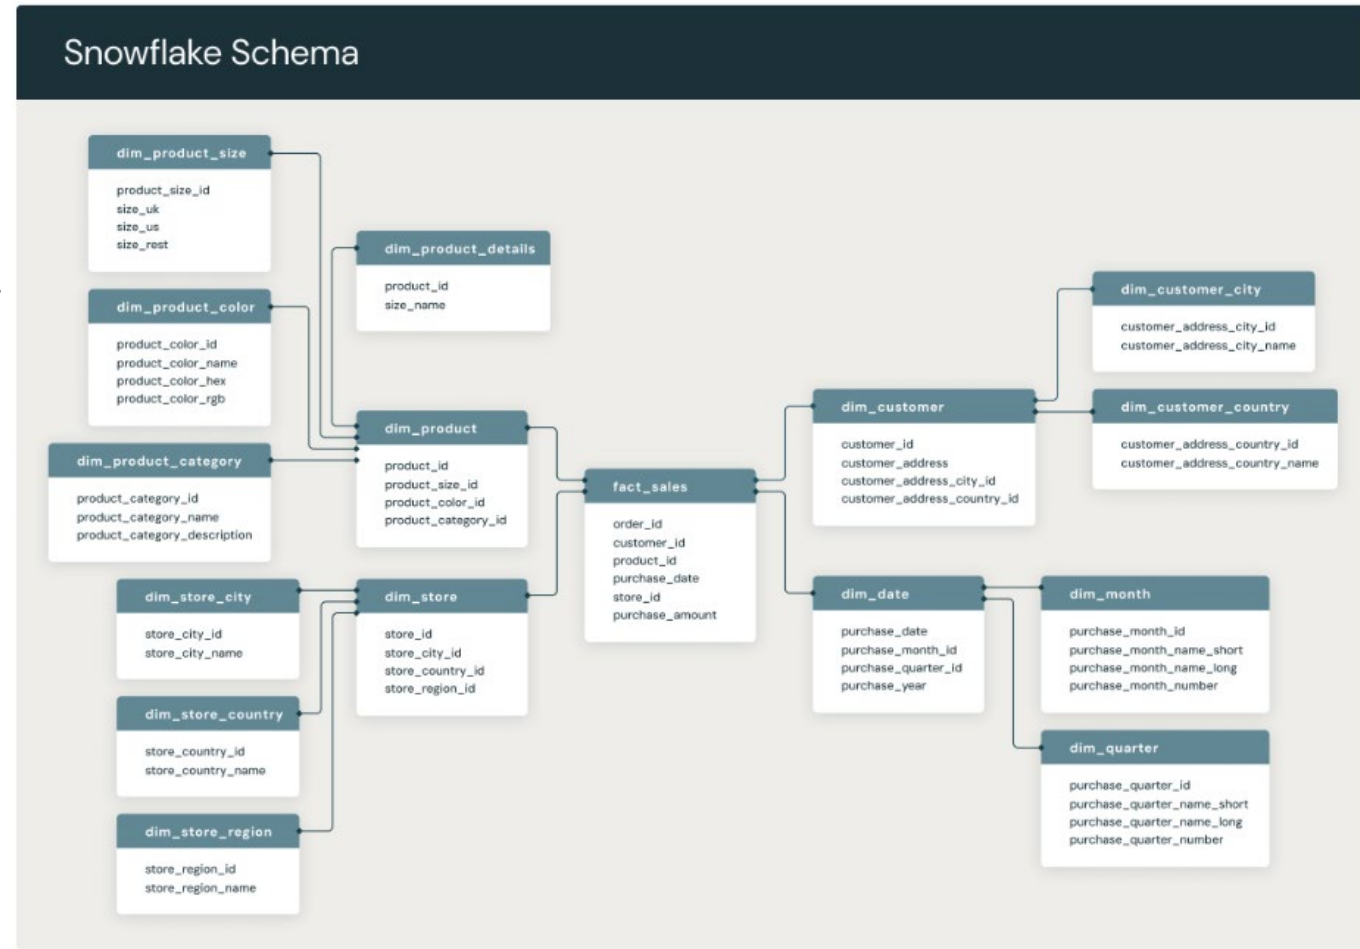 Snowflake Schema
dim_product_size
product_size_id
size_uk
size_us
size_rest
dim_product_details
product_id
size_name
dim_product_color
product_color_id
product_color_name
product_color_hex
product_color_rgb
dim_product_category
product_category_id
product_category_name
product_category_description
dim_product
product_id
product_size_id
product_color_id
product_category_id
dim_store_city
store_city_id
store_city_name
dim_store
store_id
store_city_id
store_country_id
store_region_id
dim_store_country
store_country_id
store_country_name
dim_store_region
store_region_id
store_region_name
fact_sales
order_id
customer_id
product_id
purchase_date
store_id
purchase_amount
dim_customer
customer_id
customer_address
customer_address_city_id
customer_address_country_id
dim_customer_city
customer_address_city_id
customer_address_city_name
dim_customer_country
customer_address_country_id
customer_address_country_name
dim_date
purchase_date
purchase_month_id
purchase_quarter_id
purchase_year
dim_month
purchase_month_id
purchase_month_name_short
purchase_month_name_long
purchase_month_number
dim_quarter
purchase_quarter_id
purchase_quarter_name_short
purchase_quarter_name_long
purchase_quarter_number